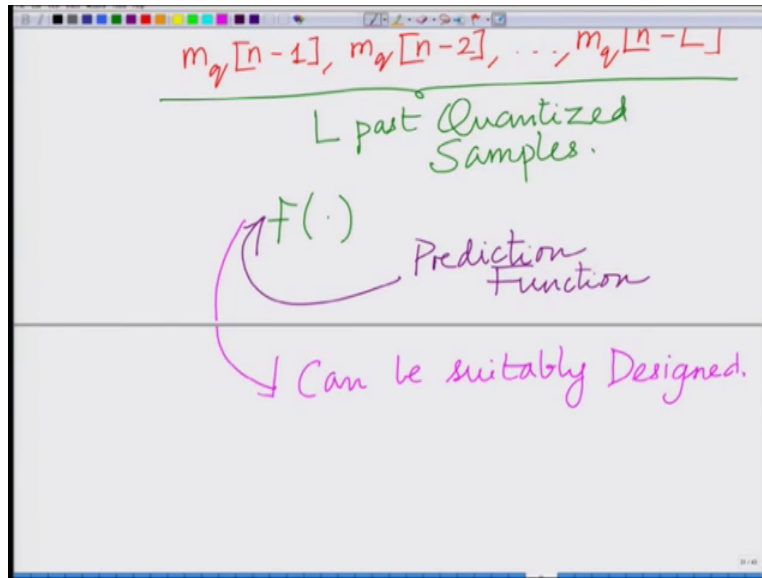 m_q[n-1], m_q[n-2], ..., m_q[n-L]
L past Quantized
Samples.
F(·)
Prediction
Function
Can be suitably Designed.